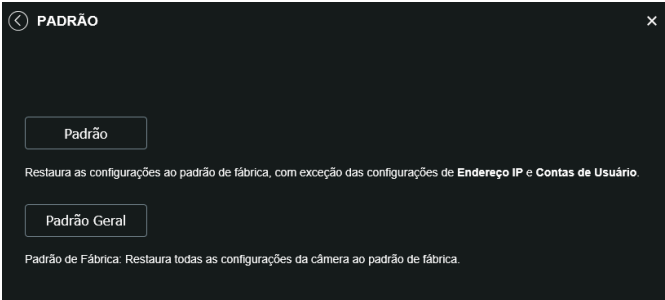 PADRÃO
Padrão
Restaura as configurações ao padrão de fábrica, com exceção das configurações de Endereço IP e Contas de Usuário.
Padrão Geral
Padrão de Fábrica: Restaura todas as configurações da câmera ao padrão de fábrica.